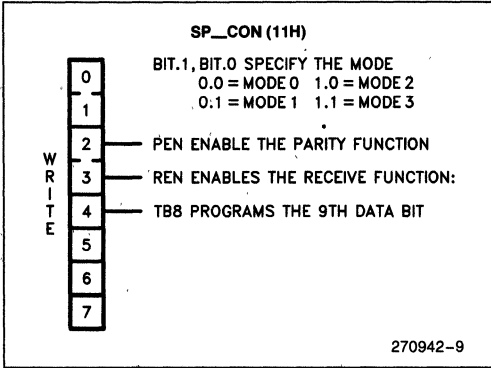 SP__CON (11H)
BIT.1, BIT.0 SPECIFY THE MODE
0.0 = MODE 0 1.0 = MODE 2
0.1 = MODE 1 1.1 = MODE 3
0
1
2 PEN ENABLE THE PARITY FUNCTION
3 REN ENABLES THE RECEIVE FUNCTION:
4 TB8 PROGRAMS THE 9TH DATA BIT
5
6
7
WRITE
270942-9